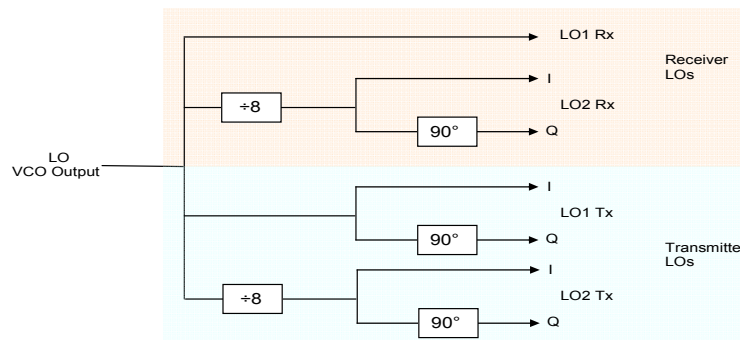 LO1 Rx
Receiver
LOs
I
÷8
LO2 Rx
90°
Q
LO
VCO Output
I
LO1 Tx
90°
Q
Transmitte
LOs
I
÷8
LO2 Tx
90°
Q